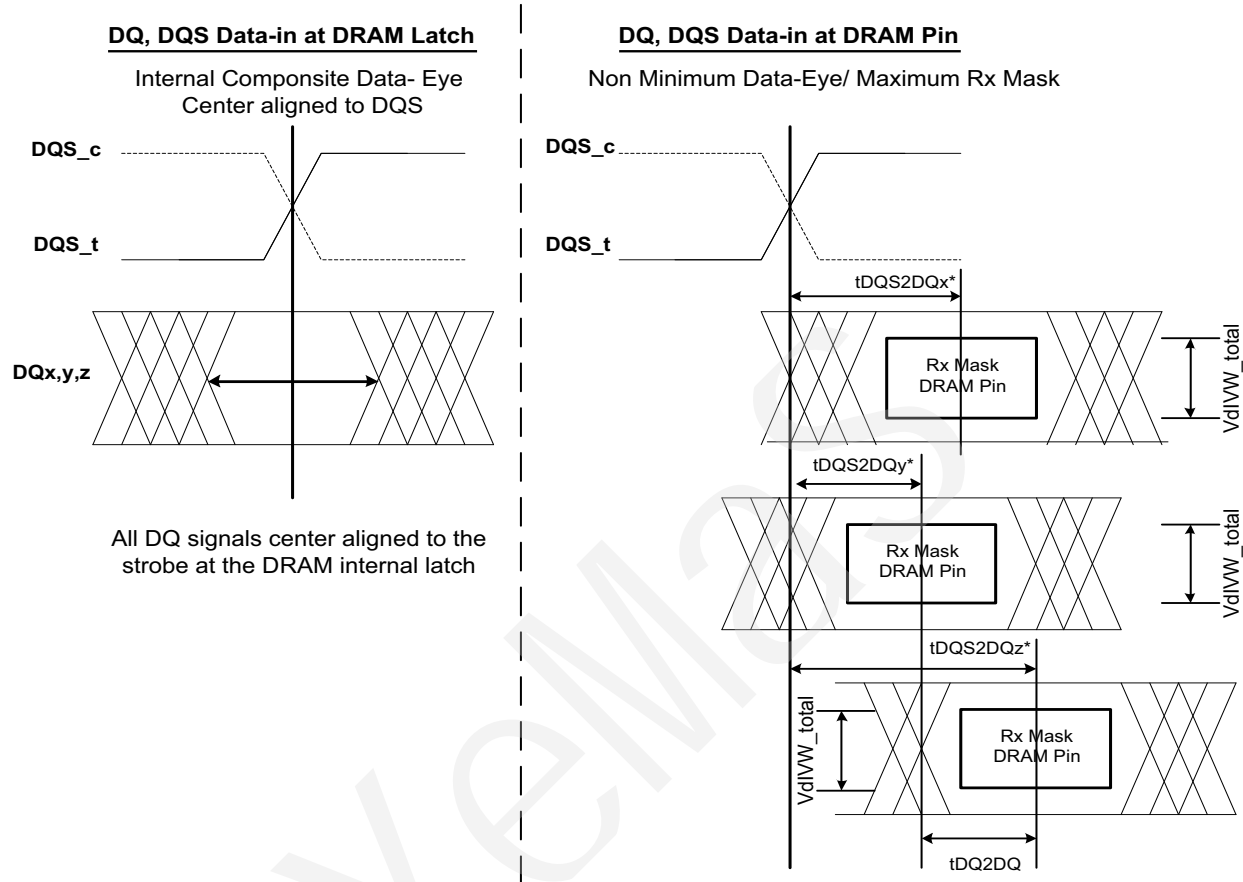 DQ, DQS Data-in at DRAM Latch
Internal Componsite Data- Eye
Center aligned to DQS
DQS_c
DQS_t
DQx,y,z
All DQ signals center aligned to the
strobe at the DRAM internal latch
DQ, DQS Data-in at DRAM Pin
Non Minimum Data-Eye/ Maximum Rx Mask
DQS_c
DQS_t
tDQS2DQx*
Rx Mask
DRAM Pin
VdIVW_total
tDQS2DQy*
Rx Mask
DRAM Pin
VdIVW_total
tDQS2DQz*
VdIVW_total
Rx Mask
DRAM Pin
tDQ2DQ
XeMaS